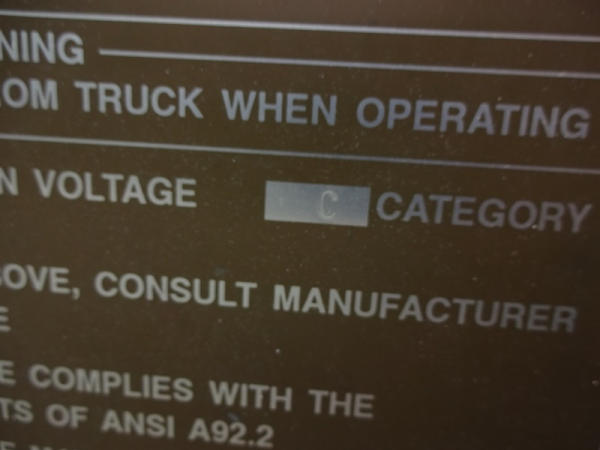 NING
OM TRUCK WHEN OPERATING
N VOLTAGE C CATEGORY
OVE, CONSULT MANUFACTURER
E
E COMPLIES WITH THE
TS OF ANSI A92.2